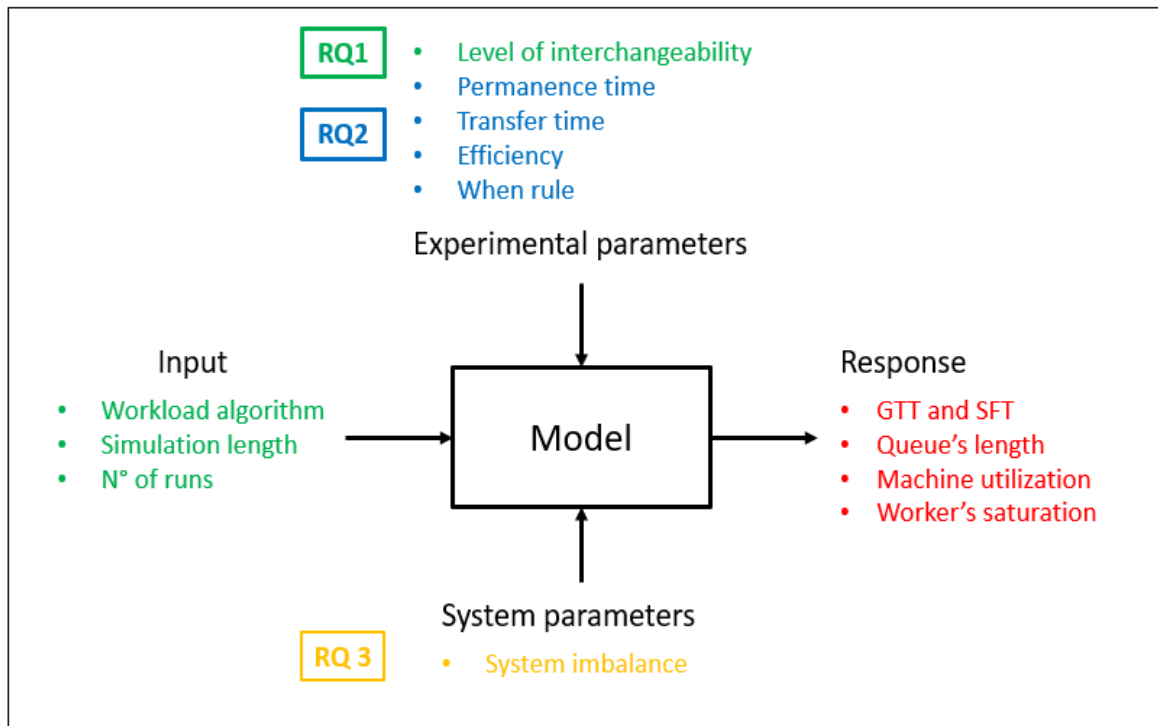 RQ1
• Level of interchangeability
• Permanence time
RQ2
• Transfer time
• Efficiency
• When rule
Experimental parameters
Input
• Workload algorithm
• Simulation length
• N° of runs
Model
Response
• GTT and SFT
• Queue’s length
• Machine utilization
• Worker’s saturation
System parameters
RQ 3
• System imbalance